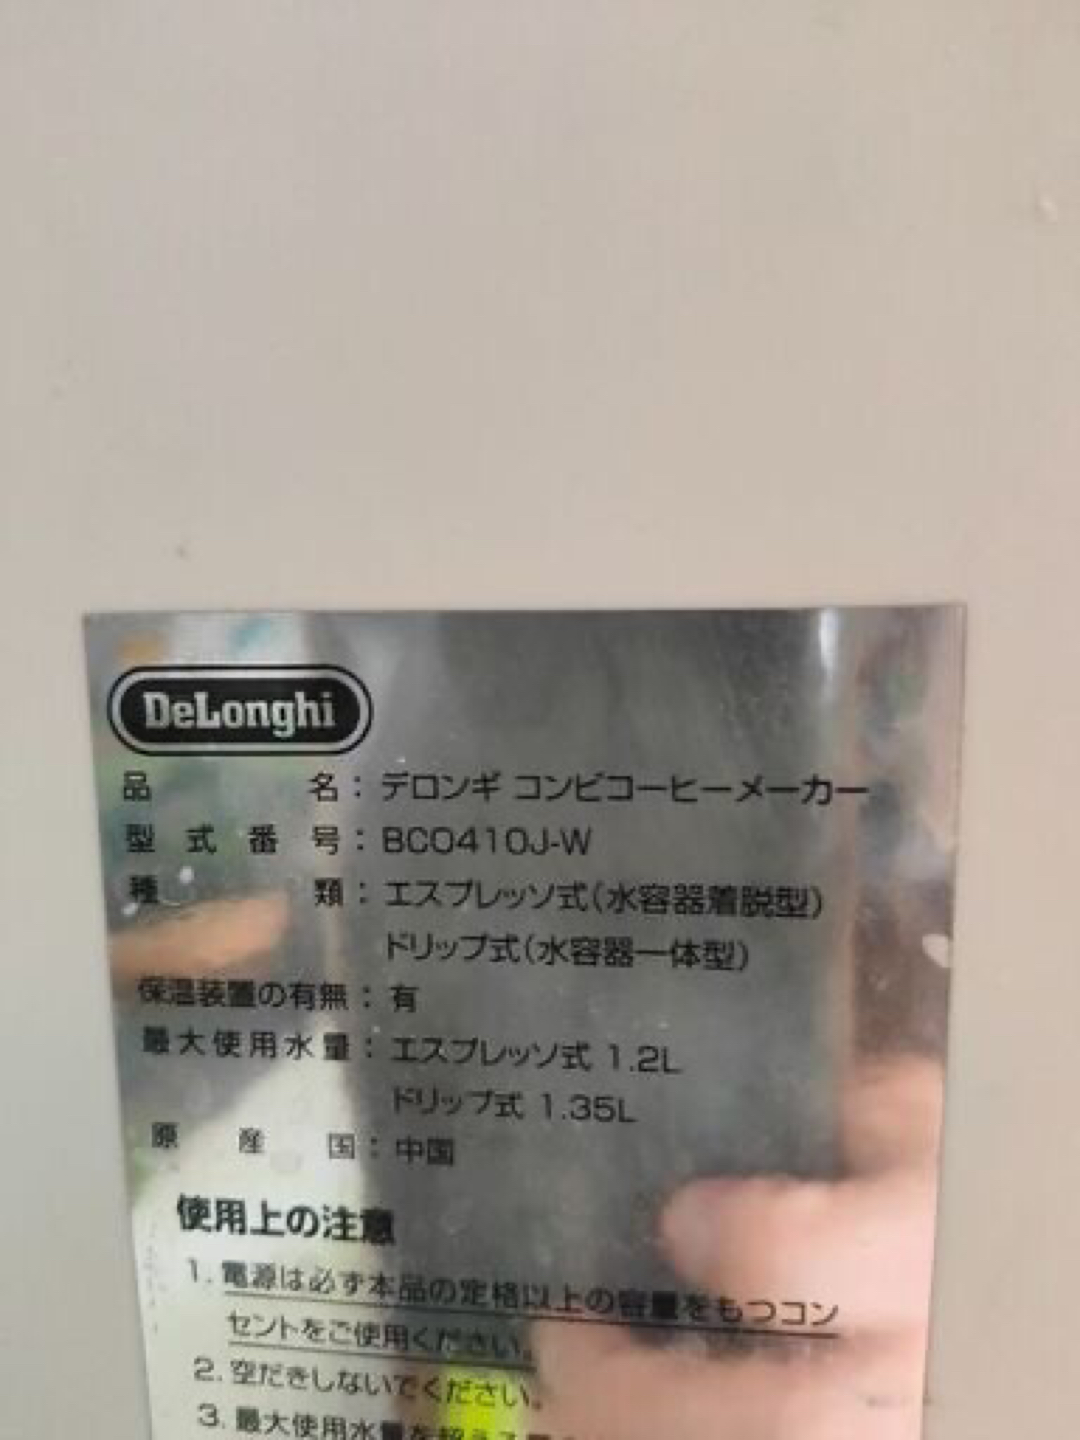 DeLonghi
品名：デロンギ コンビコーヒーメーカー
型式番号：BCO410J-W
種類：エスプレッソ式(水容器着脱型)
ドリップ式(水容器一体型)
保温装置の有無：有
最大使用水量：エスプレッソ式 1.2L
ドリップ式 1.35L
原産国：中国
使用上の注意
1. 電源は必ず本品の定格以上の容量をもつコン
セントをご使用ください。
2. 空だきしないでください。
3. 最大使用水量を超える